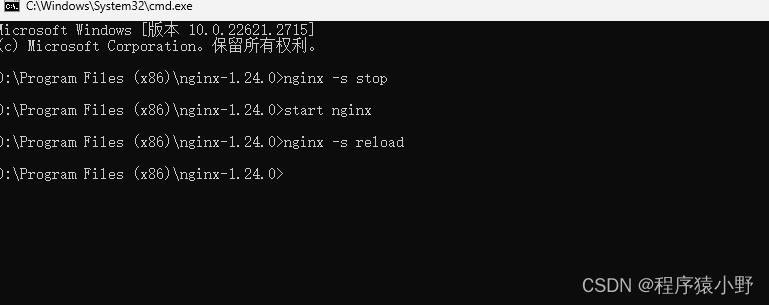 C:\Windows\System32\cmd.exe
Microsoft Windows [版本 10.0.22621.2715]
(c) Microsoft Corporation。保留所有权利。
D:\Program Files (x86)\nginx-1.24.0>nginx -s stop
D:\Program Files (x86)\nginx-1.24.0>start nginx
D:\Program Files (x86)\nginx-1.24.0>nginx -s reload
D:\Program Files (x86)\nginx-1.24.0>
CSDN @程序猿小野